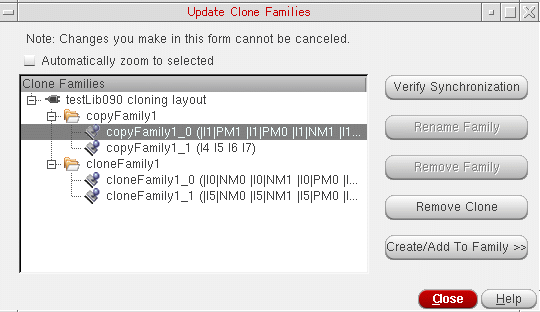 Update Clone Families
Note: Changes you make in this form cannot be canceled.
Automatically zoom to selected
Clone Families
testLib090 cloning layout
copyFamily1
copyFamily1_0 (|I1|PM1 |I1|PM0 |I1|NM1 |I1...
copyFamily1_1 (I4 I5 I6 I7)
cloneFamily1
cloneFamily1_0 (|I0|NM0 |I0|NM1 |I0|PM0 |I...
cloneFamily1_1 (|I5|NM0 |I5|NM1 |I5|PM0 |I...
Verify Synchronization
Rename Family
Remove Family
Remove Clone
Create/Add To Family >>
Close
Help